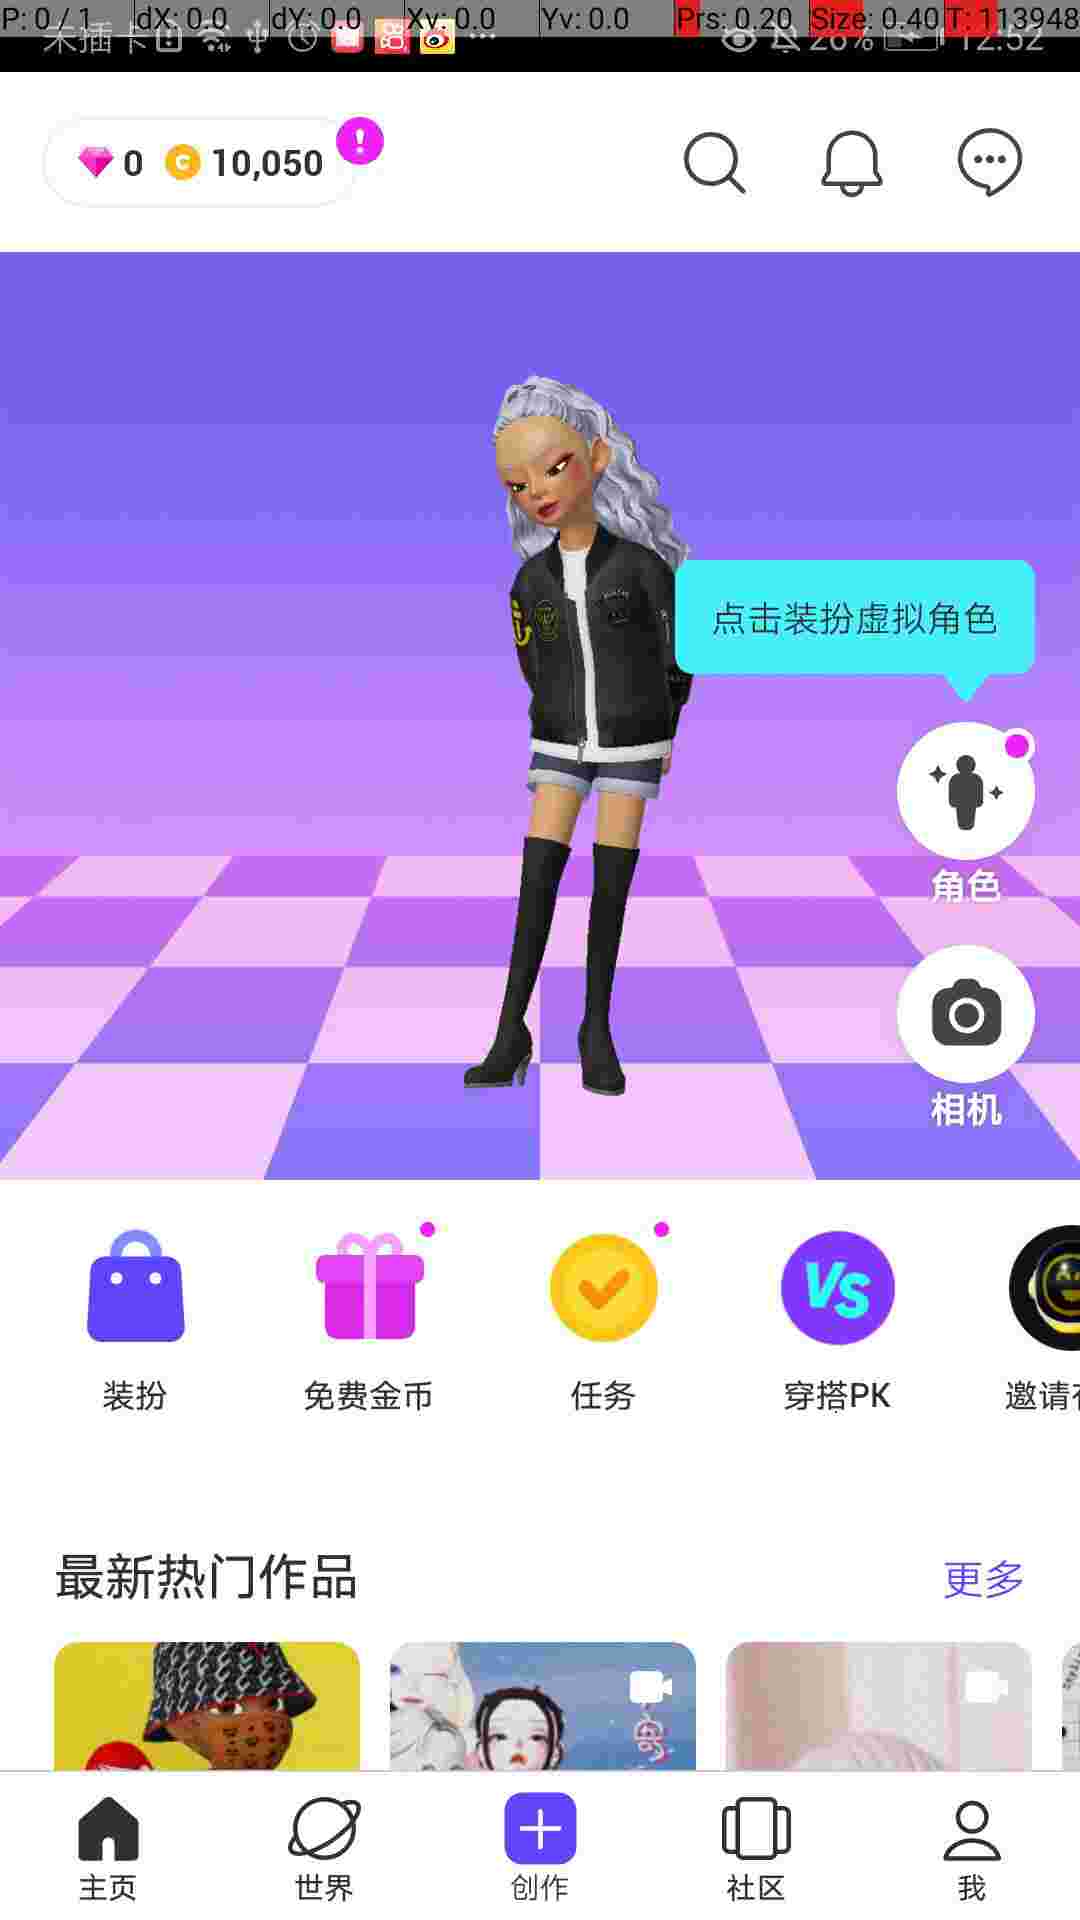 P: 0 / 1 dX: 0.0 dY: 0.0 Xv: 0.0 Yv: 0.0 Prs: 0.20 Size: 0.40 T: 113948
未插卡 26% 12:52
0 10,050
点击装扮虚拟角色
角色
相机
VS
装扮 免费金币 任务 穿搭PK 邀请
最新热门作品 更多
主页 世界 创作 社区 我